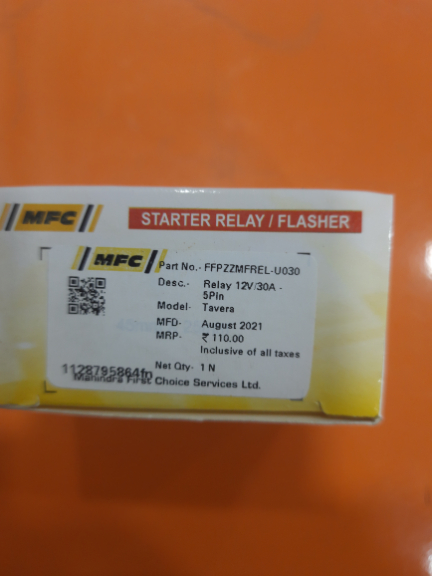 MFC
STARTER RELAY / FLASHER
MFC
Part No.- FFPZZMFREL-U030
Desc.- Relay 12V/30A -
5Pin
Model- Tavera
MFD- August 2021
MRP- ₹ 110.00
Inclusive of all taxes
Net Qty- 1 N
1128795864fn
Mahindra First Choice Services Ltd.